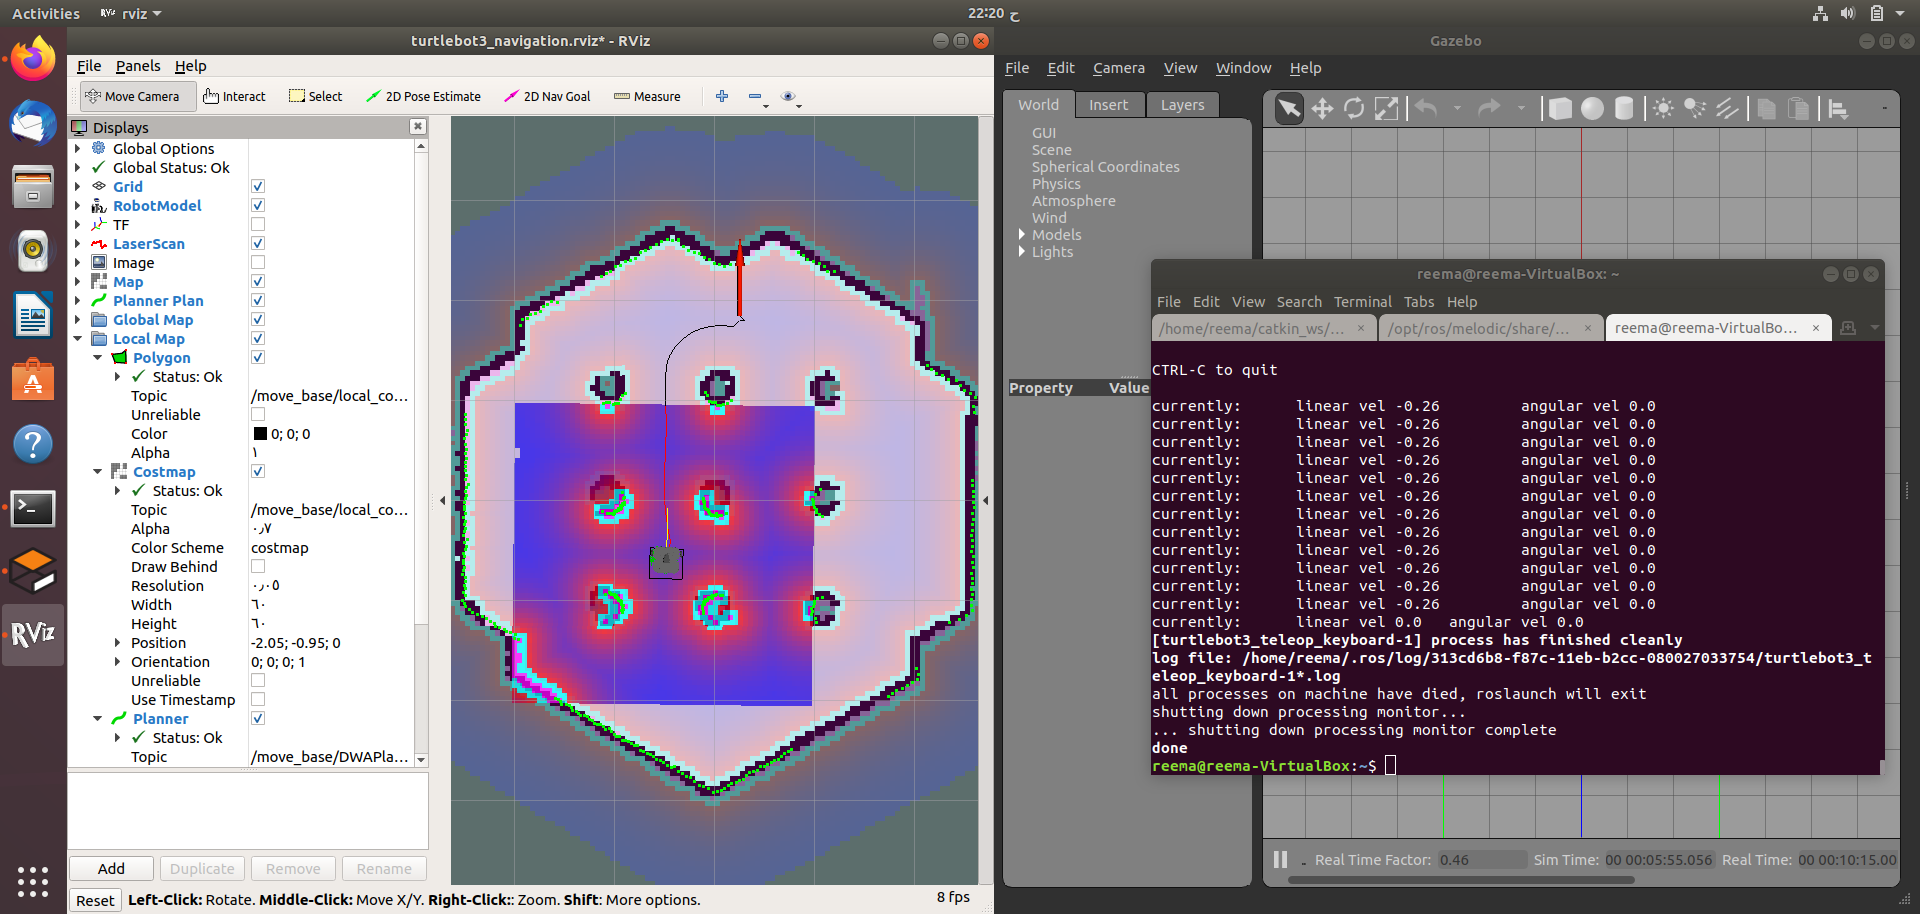 Activities
rviz
22:20 ح
turtlebot3_navigation.rviz* - RViz
File Panels Help
Move Camera Interact Select 2D Pose Estimate 2D Nav Goal Measure
Displays
Global Options
Global Status: Ok
Grid
RobotModel
TF
LaserScan
Image
Map
Planner Plan
Global Map
Local Map
Polygon
Status: Ok
Topic /move_base/local_co...
Unreliable
Color 0; 0; 0
Alpha ١
Costmap
Status: Ok
Topic /move_base/local_co...
Alpha ٠٫٧
Color Scheme costmap
Draw Behind
Resolution ٠٫٠٥
Width ٦٠
Height ٦٠
Position -2.05; -0.95; 0
Orientation 0; 0; 0; 1
Unreliable
Use Timestamp
Planner
Status: Ok
Topic /move_base/DWAPla...
Add Duplicate Remove Rename
Reset Left-Click: Rotate. Middle-Click: Move X/Y. Right-Click:: Zoom. Shift: More options. 8 fps
RViz
Gazebo
File Edit Camera View Window Help
World Insert Layers
GUI
Scene
Spherical Coordinates
Physics
Atmosphere
Wind
Models
Lights
Property Value
reema@reema-VirtualBox: ~
File Edit View Search Terminal Tabs Help
/home/reema/catkin_ws/... × /opt/ros/melodic/share/... × reema@reema-VirtualBo... ×
CTRL-C to quit
currently: linear vel -0.26 angular vel 0.0
currently: linear vel -0.26 angular vel 0.0
currently: linear vel -0.26 angular vel 0.0
currently: linear vel -0.26 angular vel 0.0
currently: linear vel -0.26 angular vel 0.0
currently: linear vel -0.26 angular vel 0.0
currently: linear vel -0.26 angular vel 0.0
currently: linear vel -0.26 angular vel 0.0
currently: linear vel -0.26 angular vel 0.0
currently: linear vel -0.26 angular vel 0.0
currently: linear vel -0.26 angular vel 0.0
currently: linear vel -0.26 angular vel 0.0
currently: linear vel 0.0 angular vel 0.0
[turtlebot3_teleop_keyboard-1] process has finished cleanly
log file: /home/reema/.ros/log/313cd6b8-f87c-11eb-b2cc-080027033754/turtlebot3_t
eleop_keyboard-1*.log
all processes on machine have died, roslaunch will exit
shutting down processing monitor...
... shutting down processing monitor complete
done
reema@reema-VirtualBox:~$
Real Time Factor: 0.46 Sim Time: 00 00:05:55.056 Real Time: 00 00:10:15.00